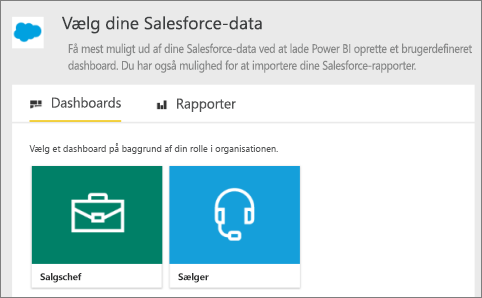 Vælg dine Salesforce-data
Få mest muligt ud af dine Salesforce-data ved at lade Power BI oprette et brugerdefineret
dashboard. Du har også mulighed for at importere dine Salesforce-rapporter.
Dashboards Rapporter
Vælg et dashboard på baggrund af din rolle i organisationen.
Salgschef Sælger